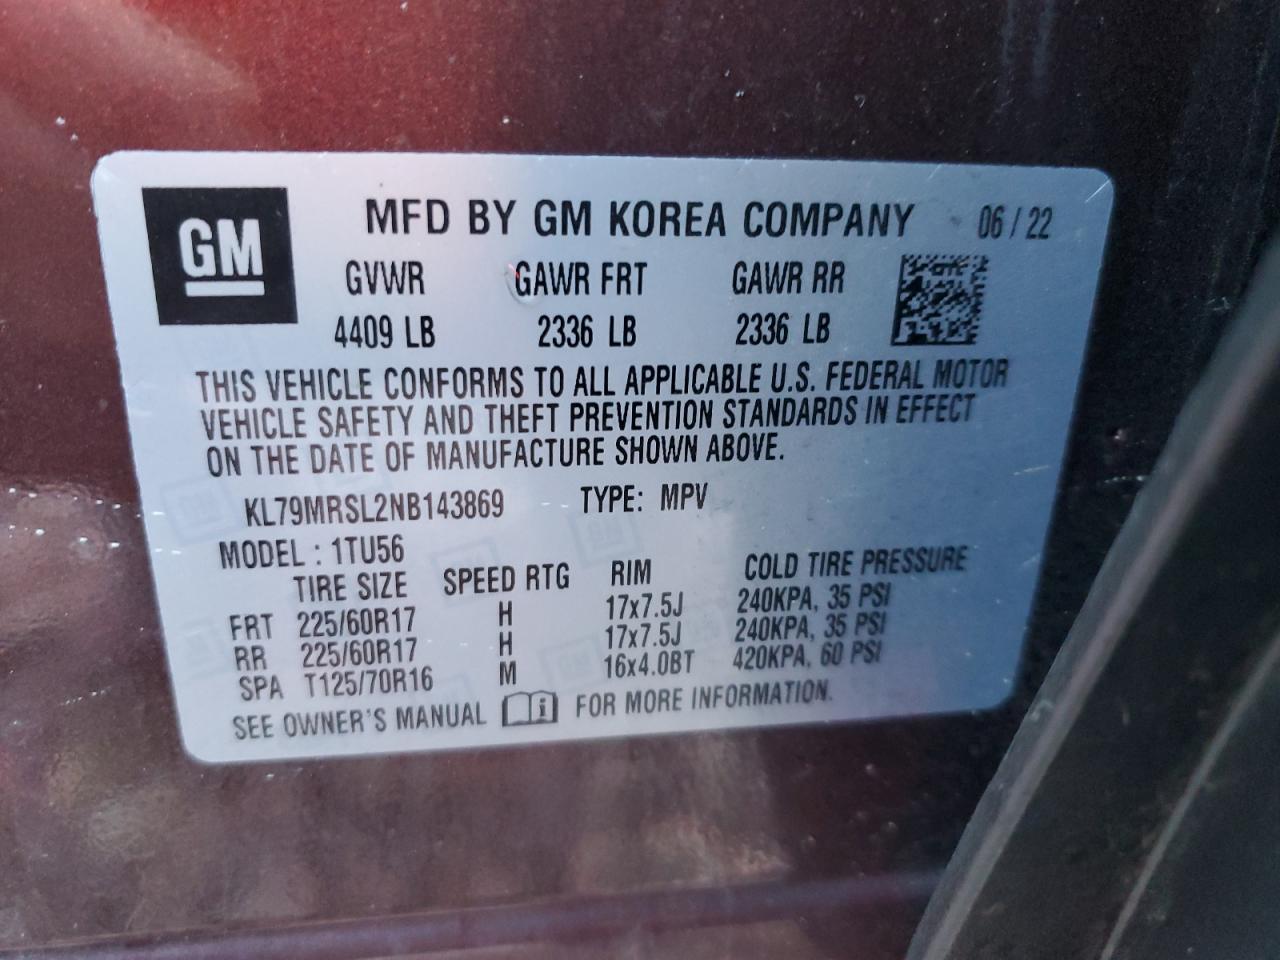 GM
MFD BY GM KOREA COMPANY 06 / 22
GVWR GAWR FRT GAWR RR
4409 LB 2336 LB 2336 LB
THIS VEHICLE CONFORMS TO ALL APPLICABLE U.S. FEDERAL MOTOR
VEHICLE SAFETY AND THEFT PREVENTION STANDARDS IN EFFECT
ON THE DATE OF MANUFACTURE SHOWN ABOVE.
KL79MRSL2NB143869 TYPE: MPV
MODEL : 1TU56
TIRE SIZE SPEED RTG RIM COLD TIRE PRESSURE
FRT 225/60R17 H 17x7.5J 240KPA, 35 PSI
RR 225/60R17 H 17x7.5J 240KPA, 35 PSI
SPA T125/70R16 M 16x4.0BT 420KPA, 60 PSI
SEE OWNER'S MANUAL i FOR MORE INFORMATION.